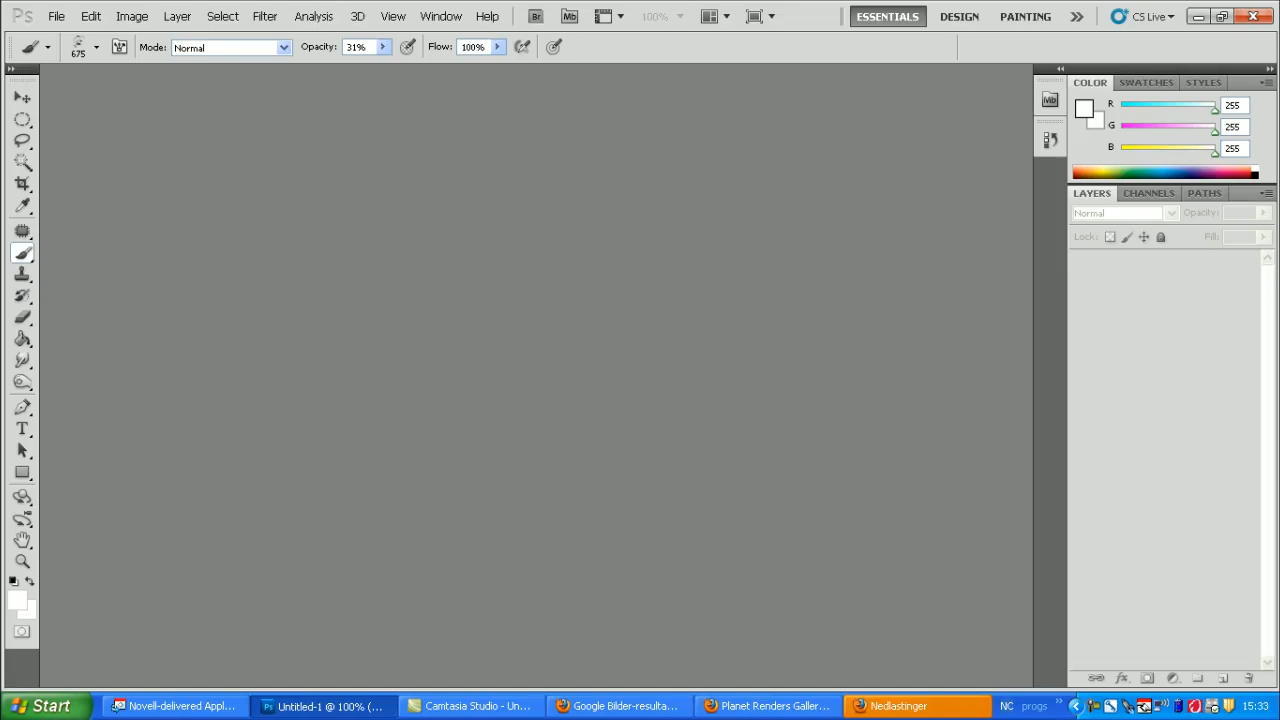 Ps File Edit Image Layer Select Filter Analysis 3D View Window Help Br Mb 100% ESSENTIALS DESIGN PAINTING CS Live
675 Mode: Normal Opacity: 31% Flow: 100%
COLOR SWATCHES STYLES
Mb
R 255
G 255
B 255
LAYERS CHANNELS PATHS
Normal Opacity:
Lock: Fill:
T
Start Novell-delivered Appl... Untitled-1 @ 100% (... Camtasia Studio - Un... Google Bilder-resulta... Planet Renders Galler... Nedlastinger NC progs 15:33